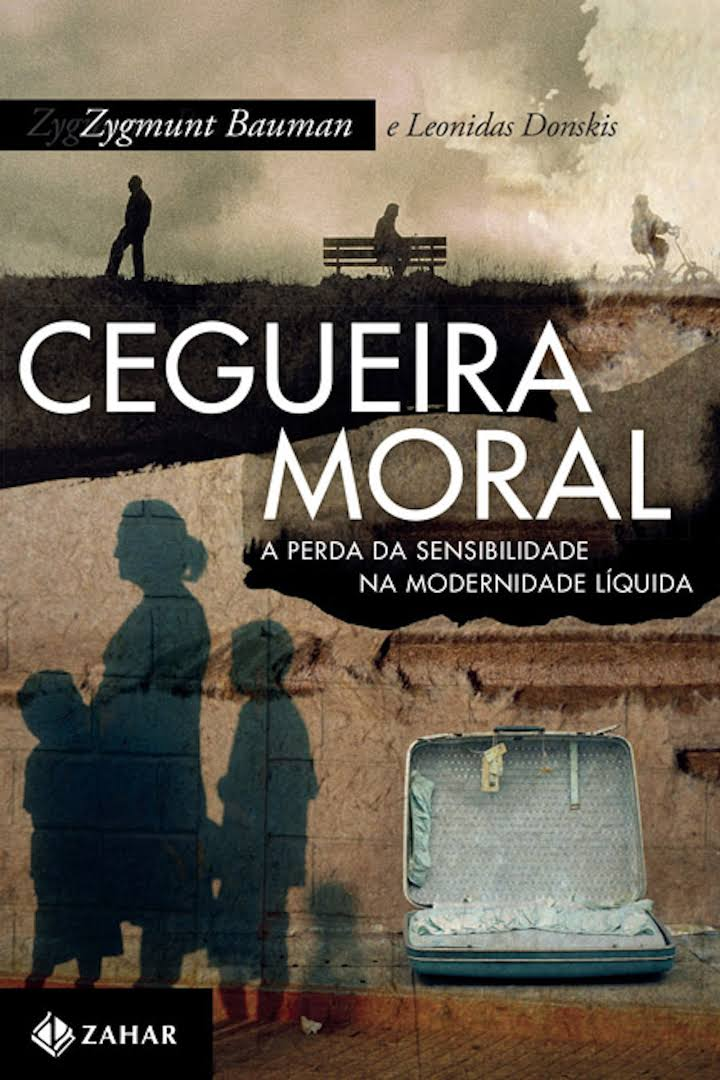 Zygmunt Bauman e Leonidas Donskis
CEGUEIRA
MORAL
A PERDA DA SENSIBILIDADE
NA MODERNIDADE LÍQUIDA
ZAHAR